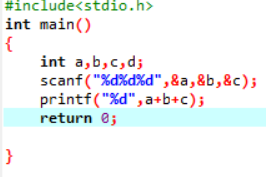 #include<stdio.h>
int main()
{
    int a,b,c,d;
    scanf("%d%d%d",&a,&b,&c);
    printf("%d",a+b+c);
    return 0;
}